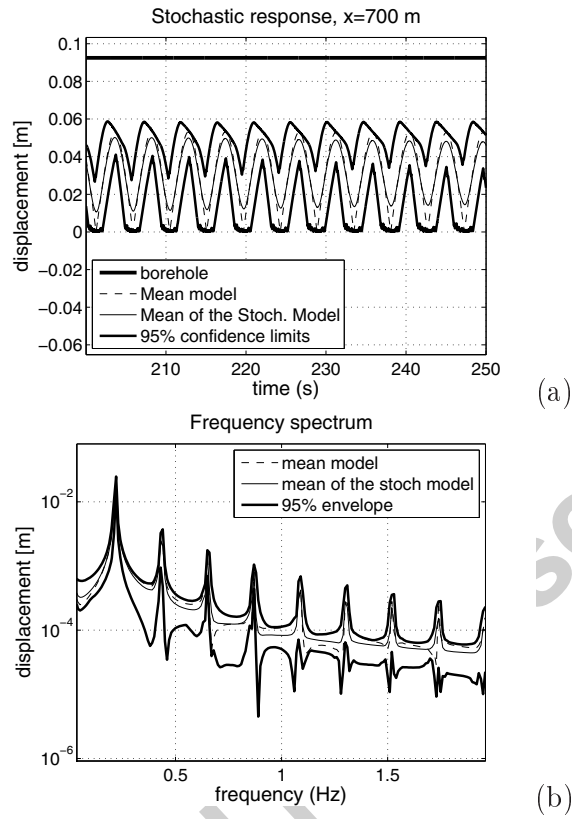 Stochastic response, x=700 m
0.1
0.08
0.06
0.04
0.02
0
−0.02
−0.04
−0.06
displacement [m]
borehole
Mean model
Mean of the Stoch. Model
95% confidence limits
210 220 230 240 250
time (s)
(a)
Frequency spectrum
10−2
10−4
10−6
displacement [m]
mean model
mean of the stoch model
95% envelope
0.5 1 1.5
frequency (Hz)
(b)